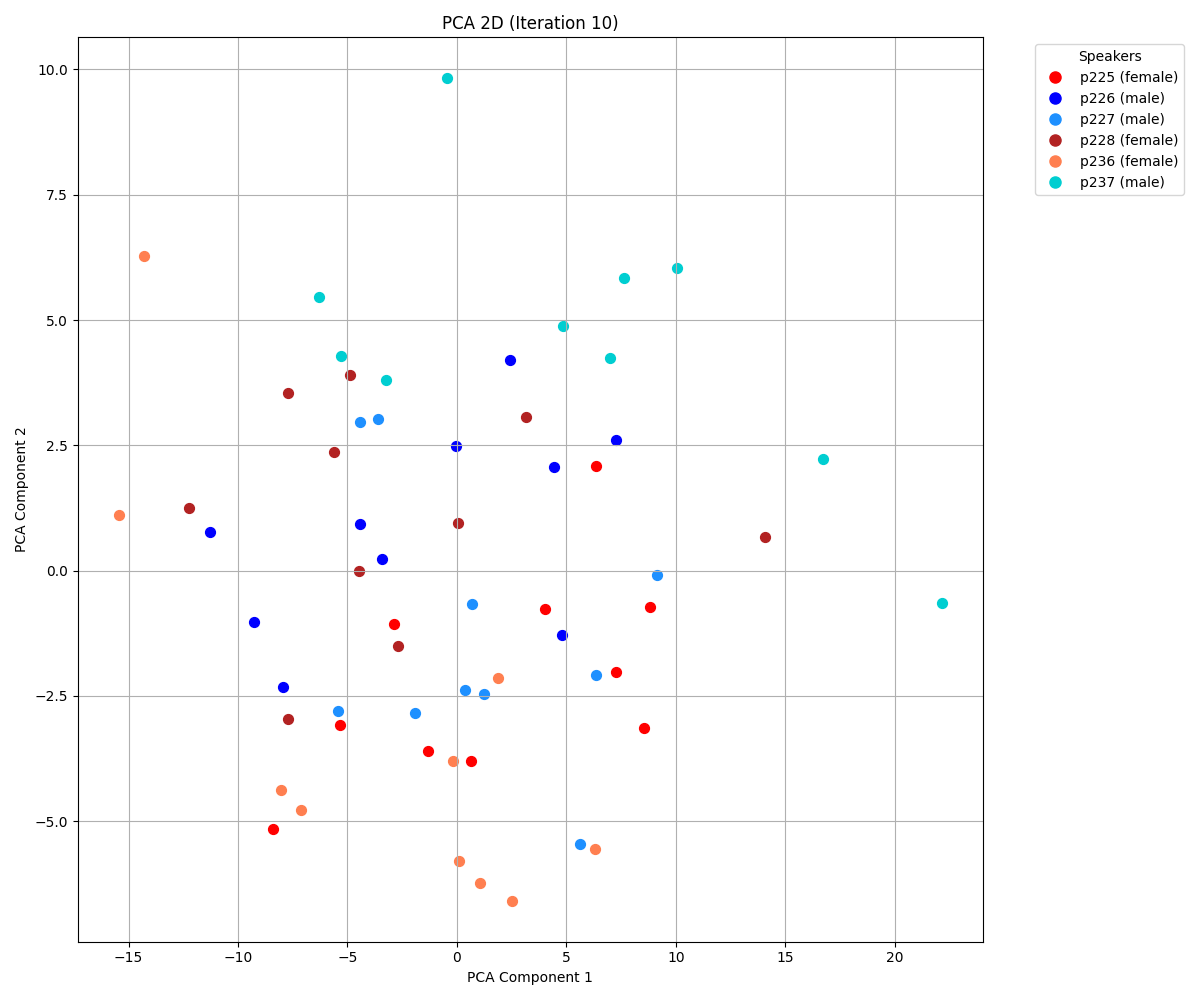 PCA 2D (Iteration 10)
10.0
7.5
5.0
2.5
0.0
−2.5
−5.0
PCA Component 2
−15
−10
−5
0
5
10
15
20
PCA Component 1
Speakers
p225 (female)
p226 (male)
p227 (male)
p228 (female)
p236 (female)
p237 (male)